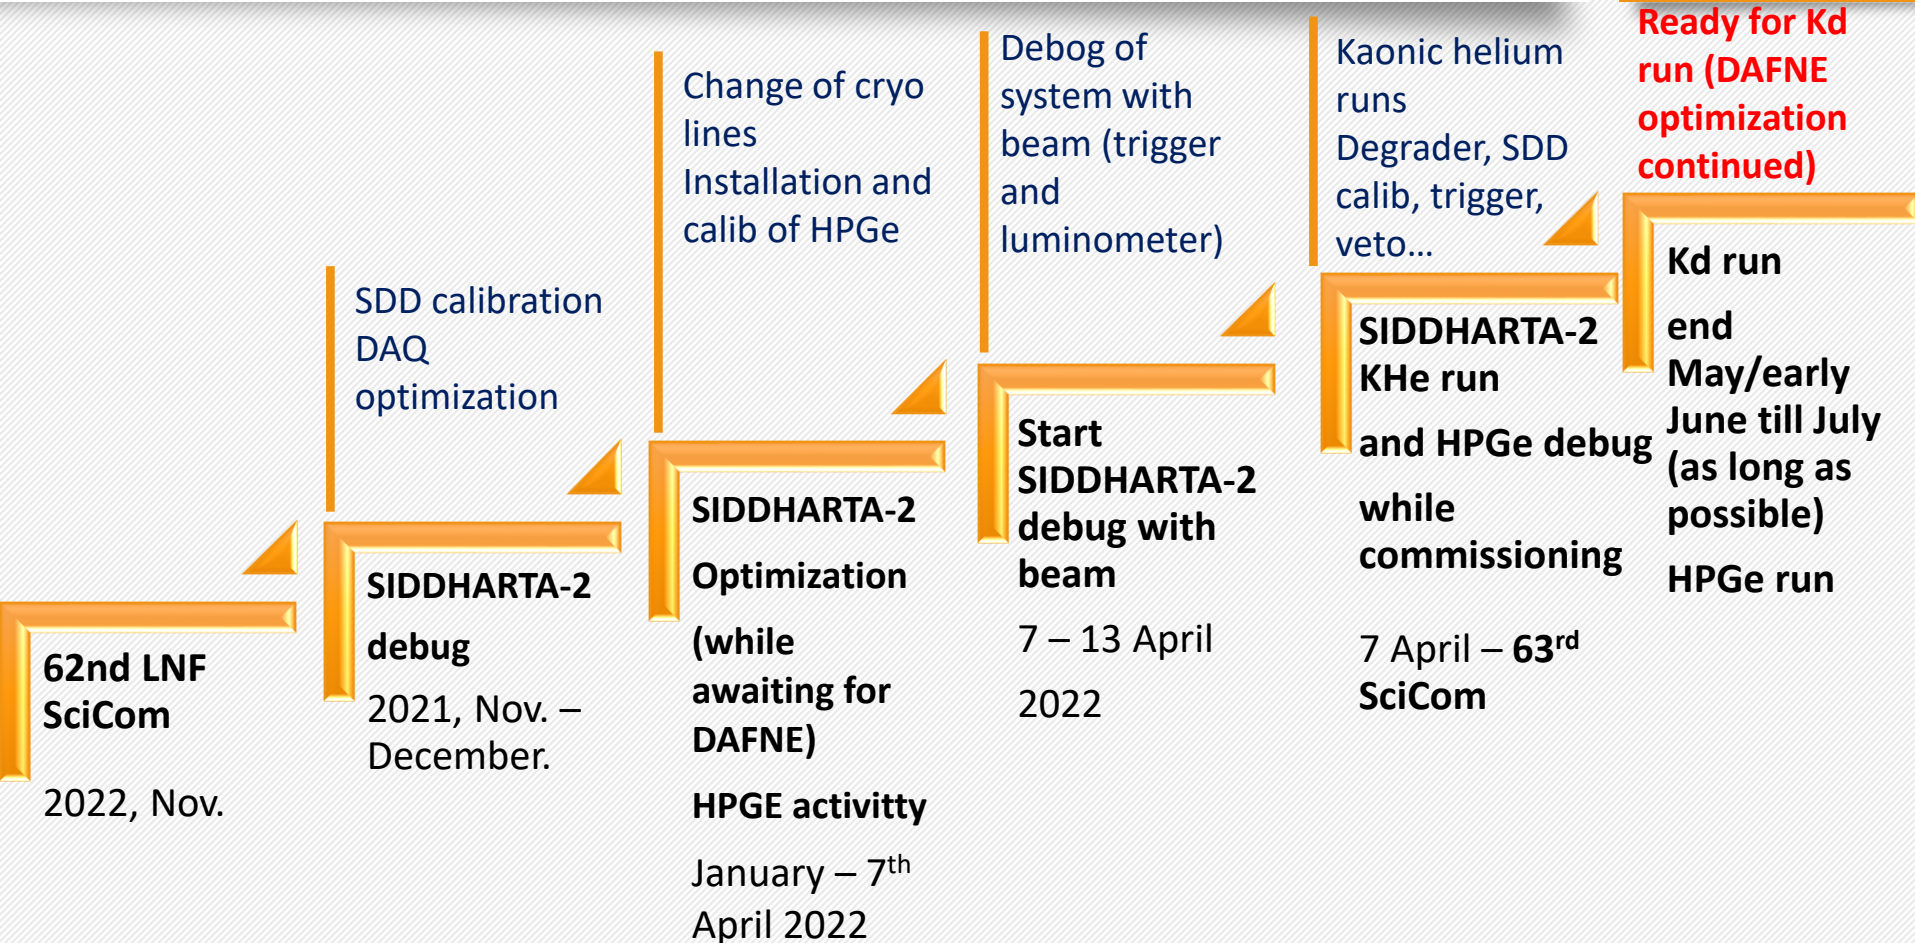 62nd LNF
SciCom
2022, Nov.
SDD calibration
DAQ
optimization
SIDDHARTA-2
debug
2021, Nov. –
December.
Change of cryo
lines
Installation and
calib of HPGe
SIDDHARTA-2
Optimization
(while
awaiting for
DAFNE)
HPGE activitty
January – 7th
April 2022
Debog of
system with
beam (trigger
and
luminometer)
Start
SIDDHARTA-2
debug with
beam
7 – 13 April
2022
Kaonic helium
runs
Degrader, SDD
calib, trigger,
veto...
SIDDHARTA-2
KHe run
and HPGe debug
while
commissioning
7 April – 63rd
SciCom
Ready for Kd
run (DAFNE
optimization
continued)
Kd run
end
May/early
June till July
(as long as
possible)
HPGe run